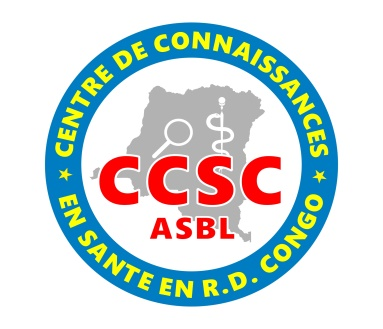 CENTRE DE CONNAISSANCES
CCSC
ASBL
EN SANTE EN R.D. CONGO